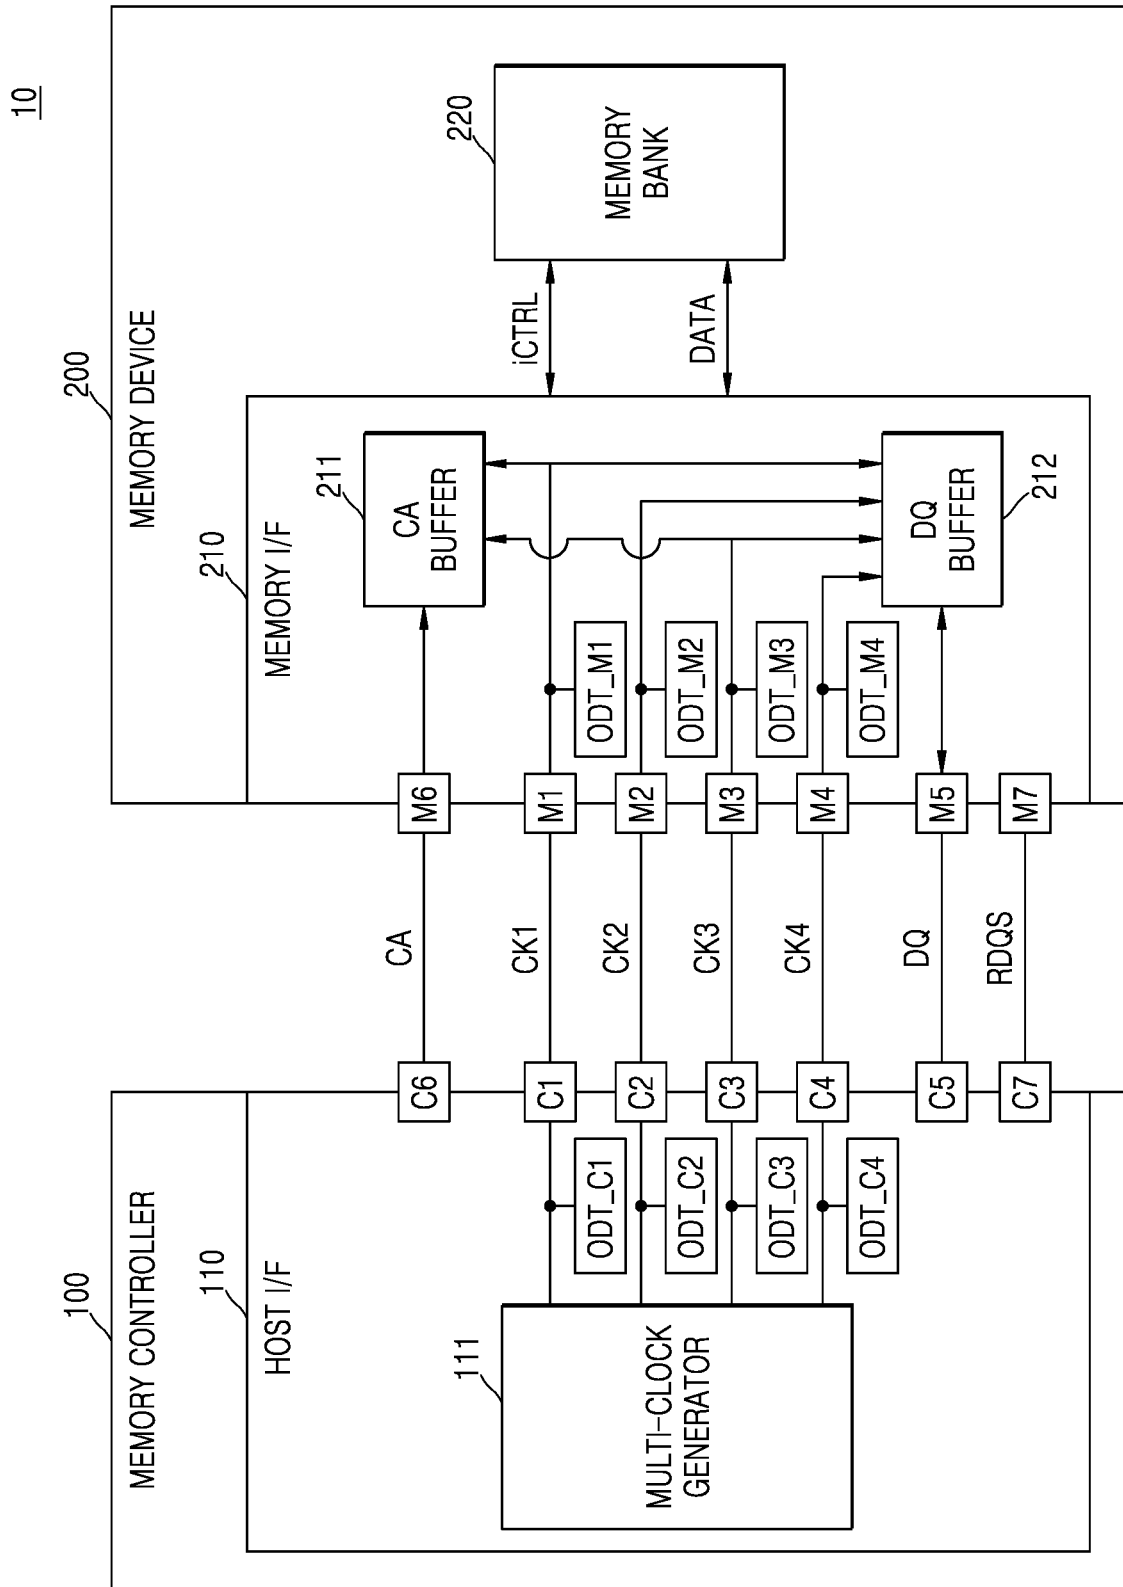 10
100
MEMORY CONTROLLER
110
HOST I/F
111
MULTI-CLOCK
GENERATOR
ODT_C1
ODT_C2
ODT_C3
ODT_C4
C6
C1
C2
C3
C4
C5
C7
CA
CK1
CK2
CK3
CK4
DQ
RDQS
200
MEMORY DEVICE
210
MEMORY I/F
M6
M1
M2
M3
M4
M5
M7
ODT_M1
ODT_M2
ODT_M3
ODT_M4
211
CA
BUFFER
DQ
BUFFER
212
iCTRL
DATA
220
MEMORY
BANK